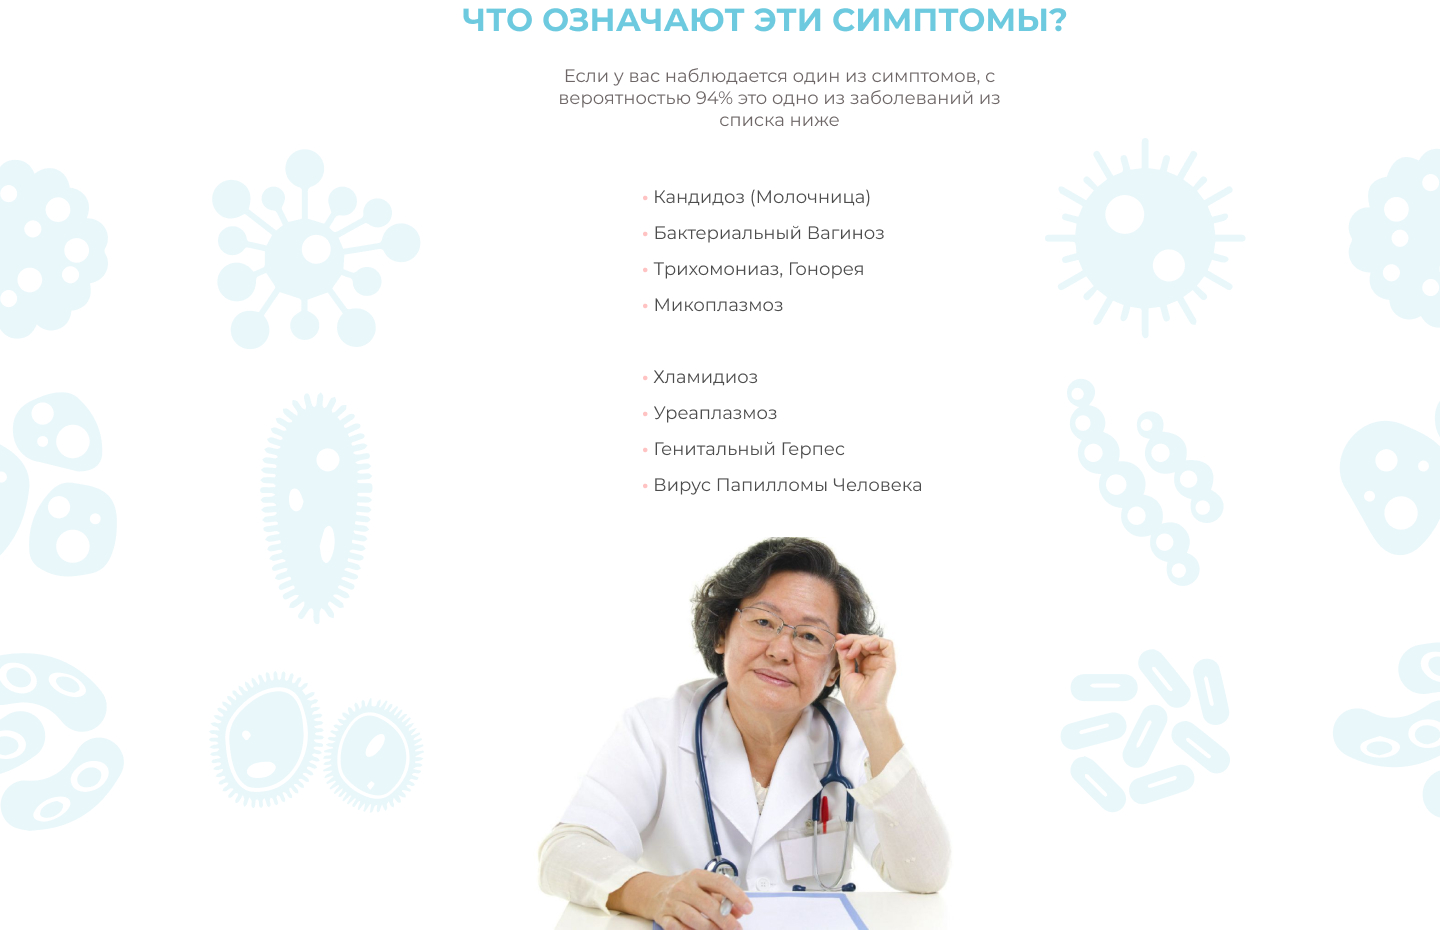 ЧТО ОЗНАЧАЮТ ЭТИ СИМПТОМЫ?
Если у вас наблюдается один из симптомов, с
вероятностью 94% это одно из заболеваний из
списка ниже
• Кандидоз (Молочница)
• Бактериальный Вагиноз
• Трихомониаз, Гонорея
• Микоплазмоз
• Хламидиоз
• Уреаплазмоз
• Генитальный Герпес
• Вирус Папилломы Человека